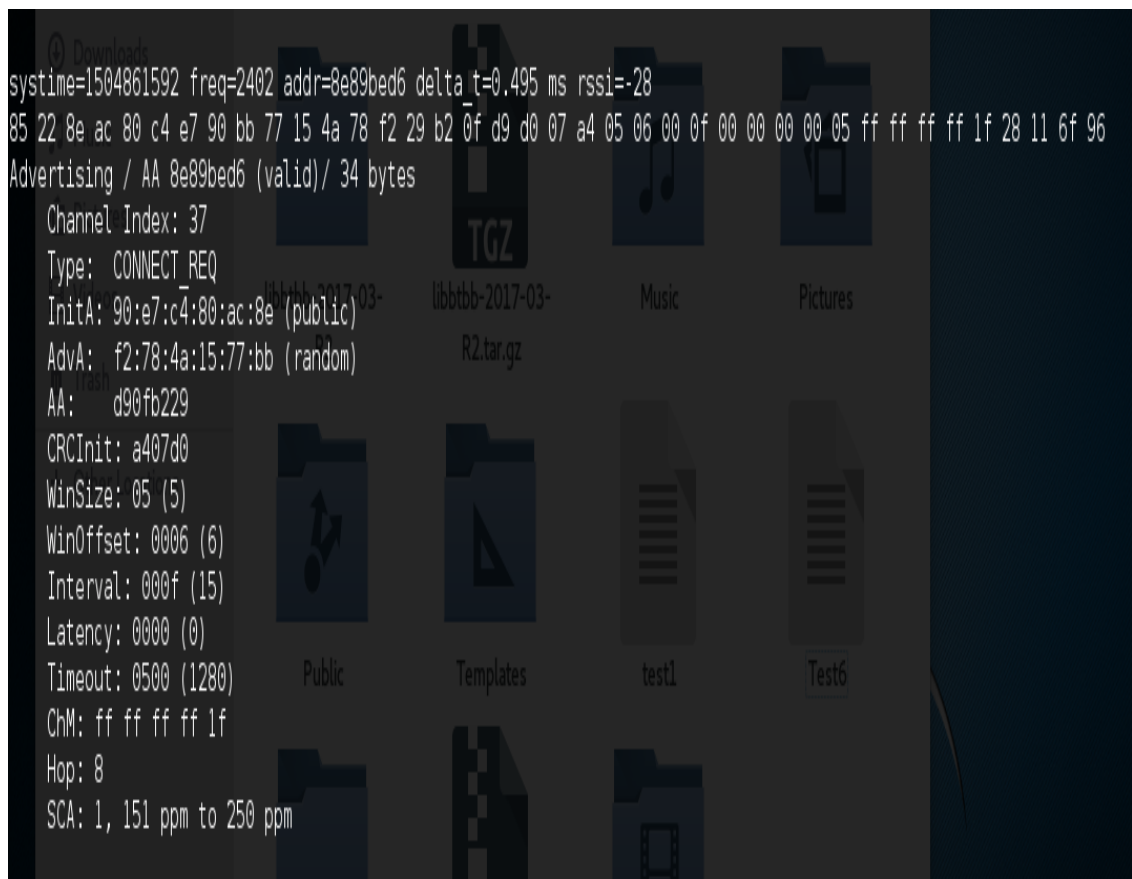 Downloads
systime=1504861592 freq=2402 addr=8e89bed6 delta_t=0.495 ms rssi=-28
85 22 8e ac 80 c4 e7 90 bb 77 15 4a 78 f2 29 b2 0f d9 d0 07 a4 05 06 00 0f 00 00 00 00 05 ff ff ff ff 1f 28 11 6f 96
Advertising / AA 8e89bed6 (valid)/ 34 bytes
Channel Index: 37
Type: CONNECT_REQ
InitA: 90:e7:c4:80:ac:8e (public)
AdvA: f2:78:4a:15:77:bb (random)
AA: d90fb229
CRCInit: a407d0
WinSize: 05 (5)
WinOffset: 0006 (6)
Interval: 000f (15)
Latency: 0000 (0)
Timeout: 0500 (1280)
ChM: ff ff ff ff 1f
Hop: 8
SCA: 1, 151 ppm to 250 ppm
TGZ
libbtbb-2017-03-
R2
libbtbb-2017-03-
R2.tar.gz
Music
Pictures
Trash
Public
Templates
test1
Test6